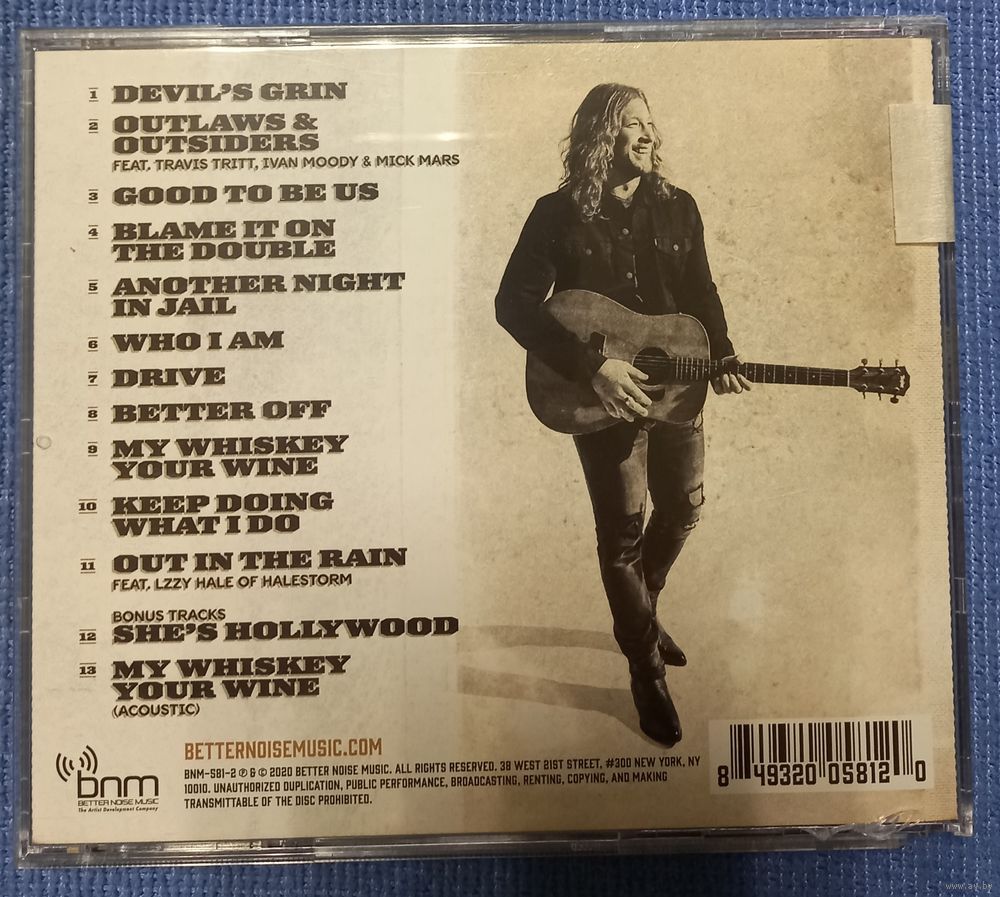 1 DEVIL'S GRIN
2 OUTLAWS &
OUTSIDERS
FEAT. TRAVIS TRITT, IVAN MOODY & MICK MARS
3 GOOD TO BE US
4 BLAME IT ON
THE DOUBLE
5 ANOTHER NIGHT
IN JAIL
6 WHO I AM
7 DRIVE
8 BETTER OFF
9 MY WHISKEY
YOUR WINE
10 KEEP DOING
WHAT I DO
11 OUT IN THE RAIN
FEAT. LZZY HALE OF HALESTORM
BONUS TRACKS
12 SHE'S HOLLYWOOD
13 MY WHISKEY
YOUR WINE
(ACOUSTIC)
bnm
BETTER NOISE MUSIC
The Artist Development Company
BETTERNOISEMUSIC.COM
BNM-581-2 ℗ & © 2020 BETTER NOISE MUSIC. ALL RIGHTS RESERVED. 38 WEST 21ST STREET, #300 NEW YORK, NY
10010. UNAUTHORIZED DUPLICATION, PUBLIC PERFORMANCE, BROADCASTING, RENTING, COPYING, AND MAKING
TRANSMITTABLE OF THE DISC PROHIBITED.
8 49320 05812 0
www.ay.by